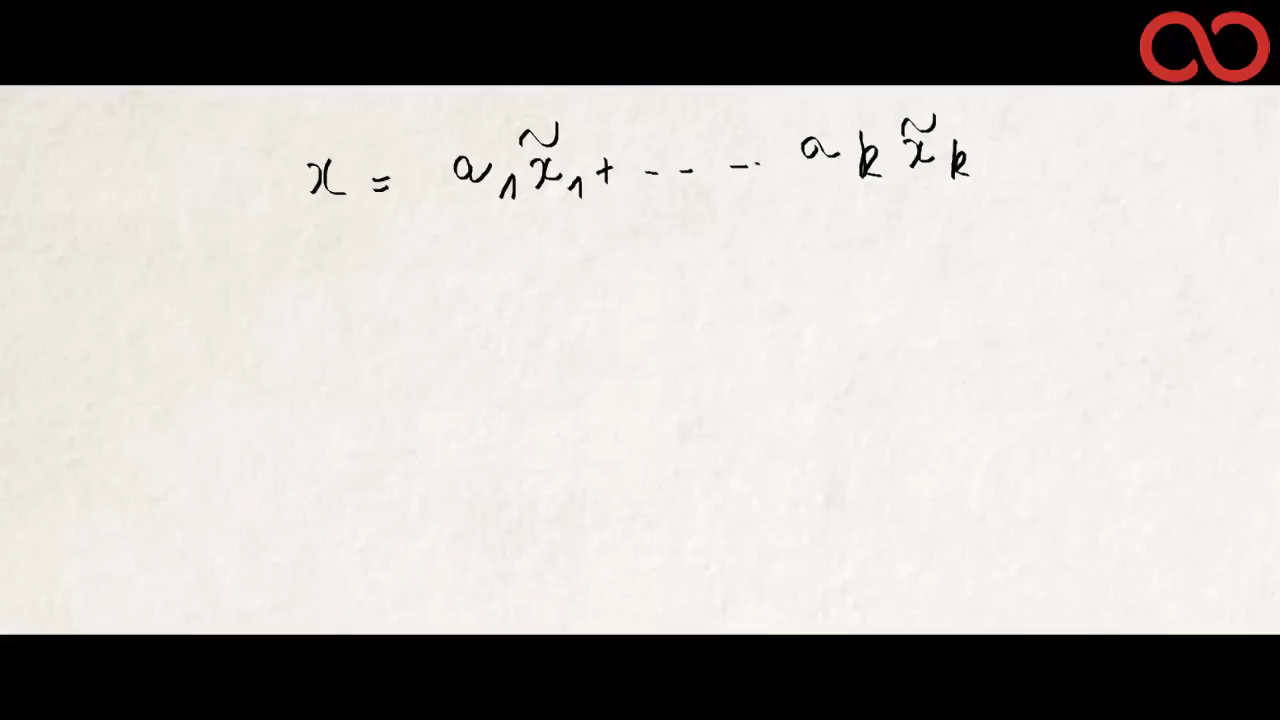 x = a₁x̃₁ + ‐ ‐ ‐ · aₖx̃ₖ